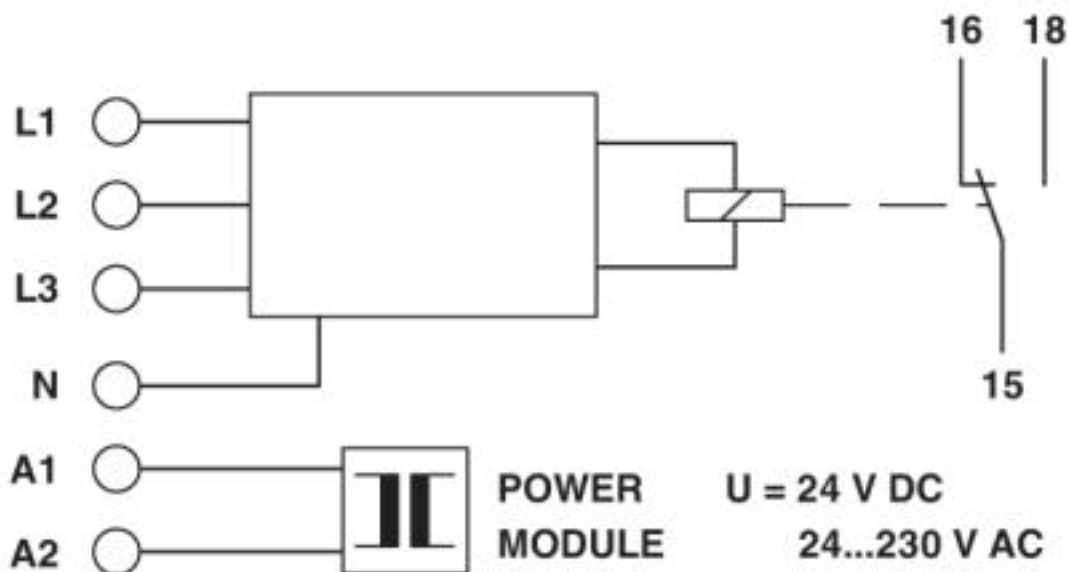 16 18
L1
L2
L3
N
15
A1
POWER U = 24 V DC
MODULE 24...230 V AC
A2